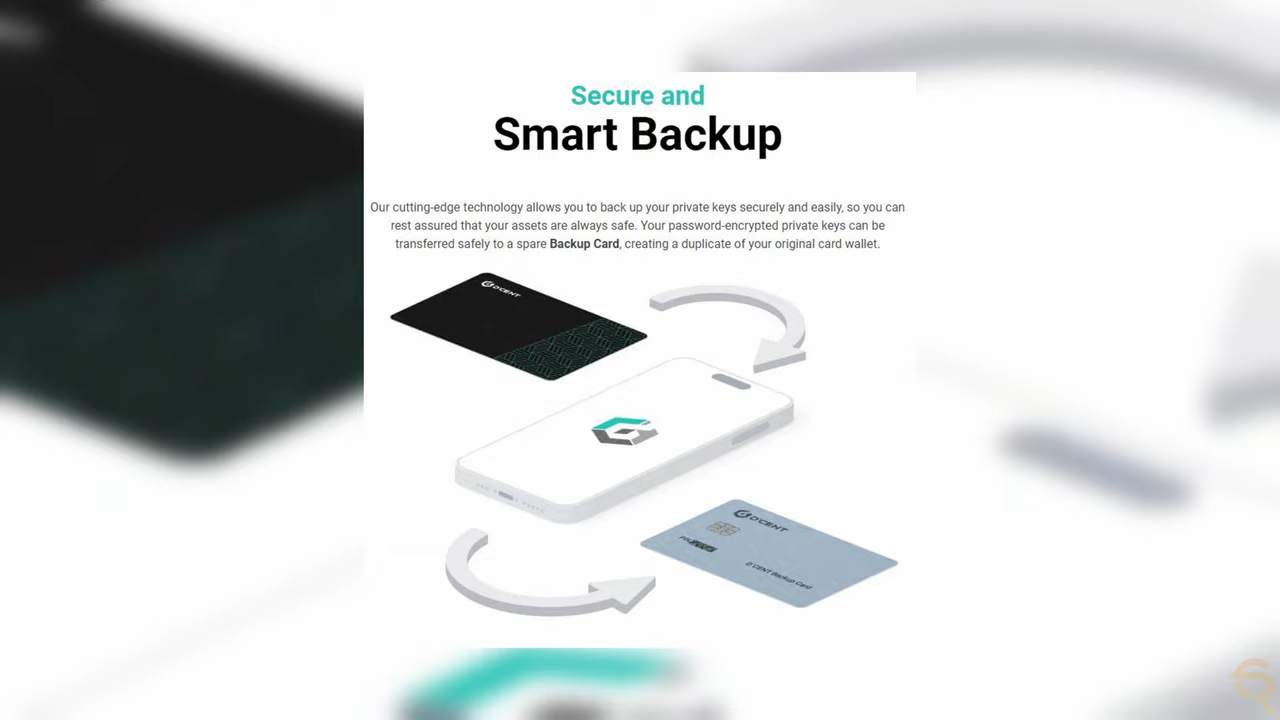 Secure and
Smart Backup
Our cutting-edge technology allows you to back up your private keys securely and easily, so you can
rest assured that your assets are always safe. Your password-encrypted private keys can be
transferred safely to a spare Backup Card, creating a duplicate of your original card wallet.
D'CENT
D'CENT
D'CENT Backup Card